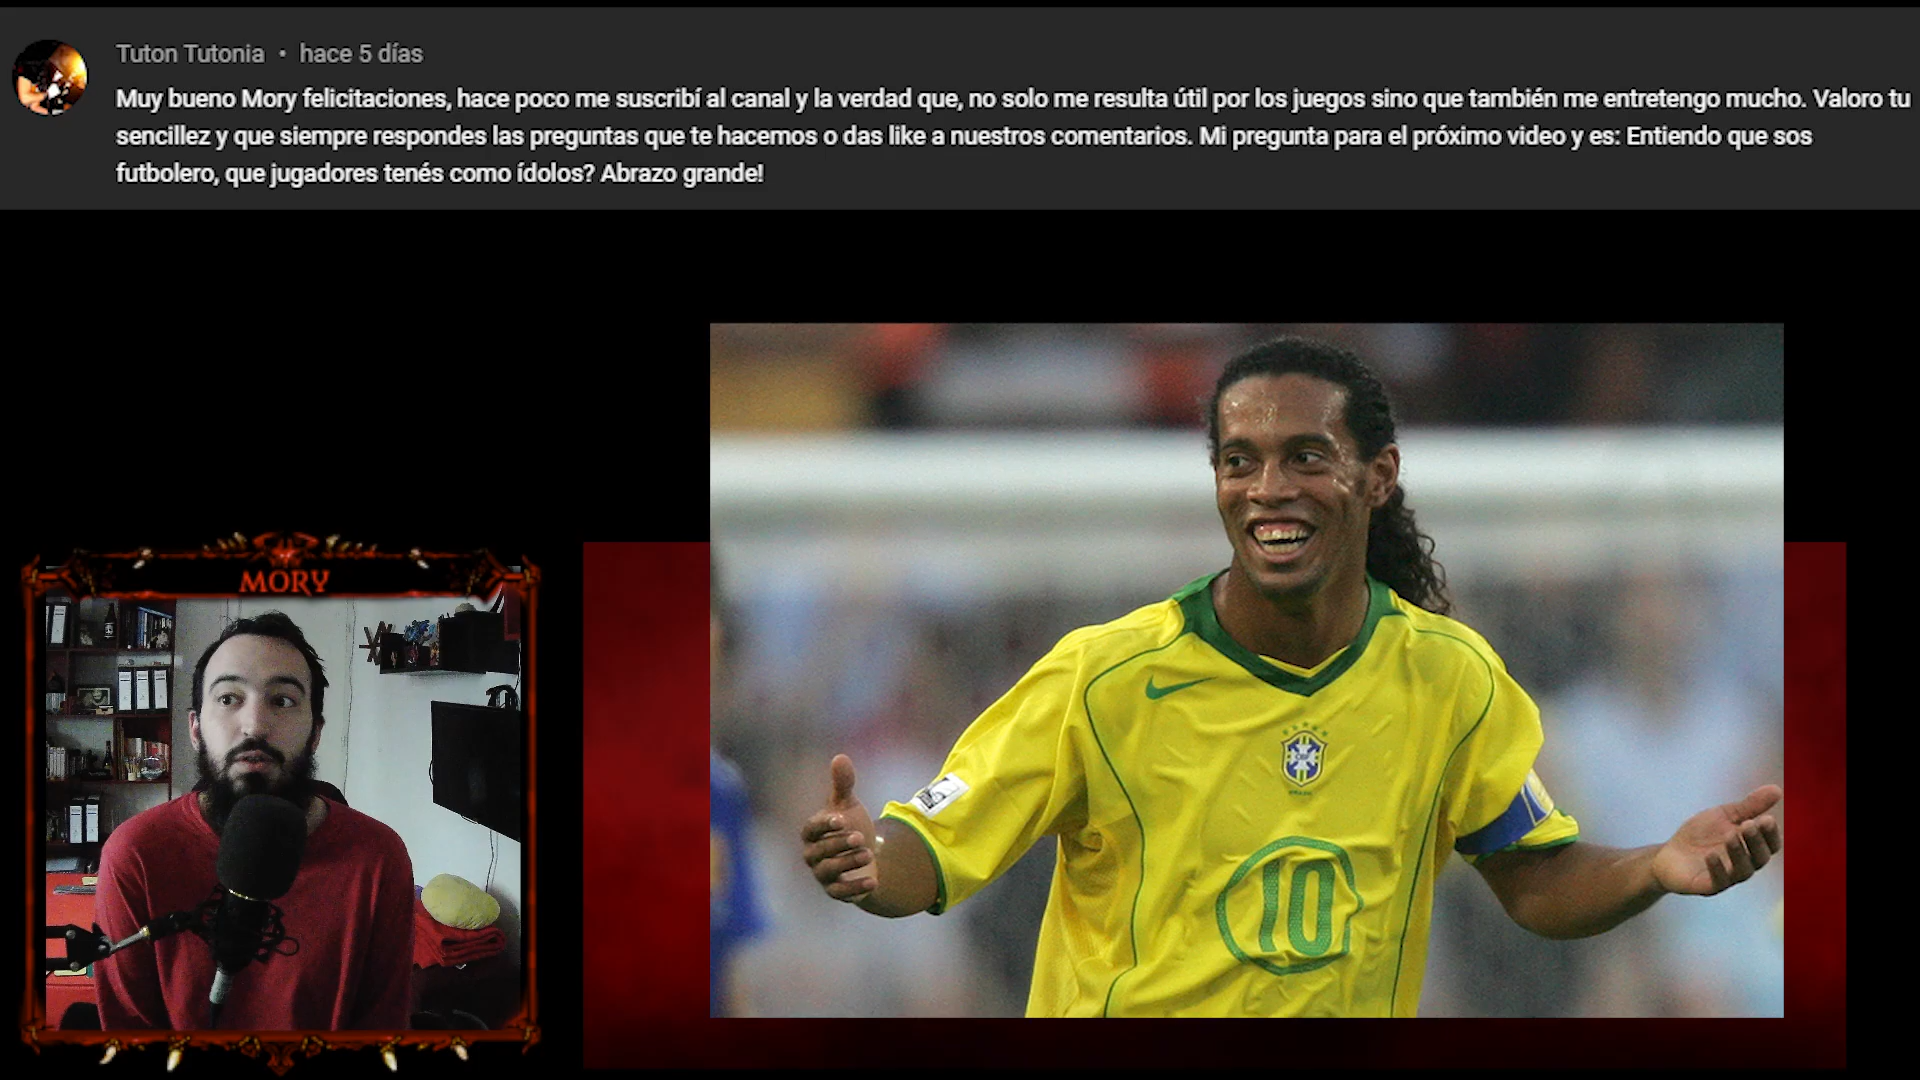 Tuton Tutonia • hace 5 días
Muy bueno Mory felicitaciones, hace poco me suscribí al canal y la verdad que, no solo me resulta útil por los juegos sino que también me entretengo mucho. Valoro tu
sencillez y que siempre respondes las preguntas que te hacemos o das like a nuestros comentarios. Mi pregunta para el próximo video y es: Entiendo que sos
futbolero, que jugadores tenés como ídolos? Abrazo grande!
MORY
10